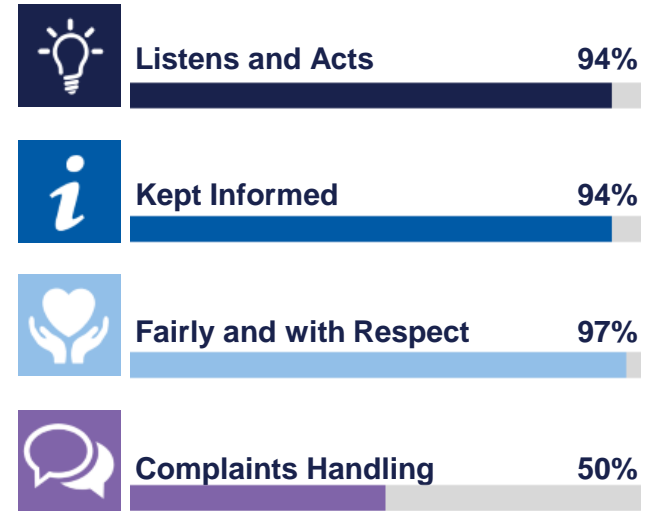 Listens and Acts 94%
Kept Informed 94%
Fairly and with Respect 97%
Complaints Handling 50%